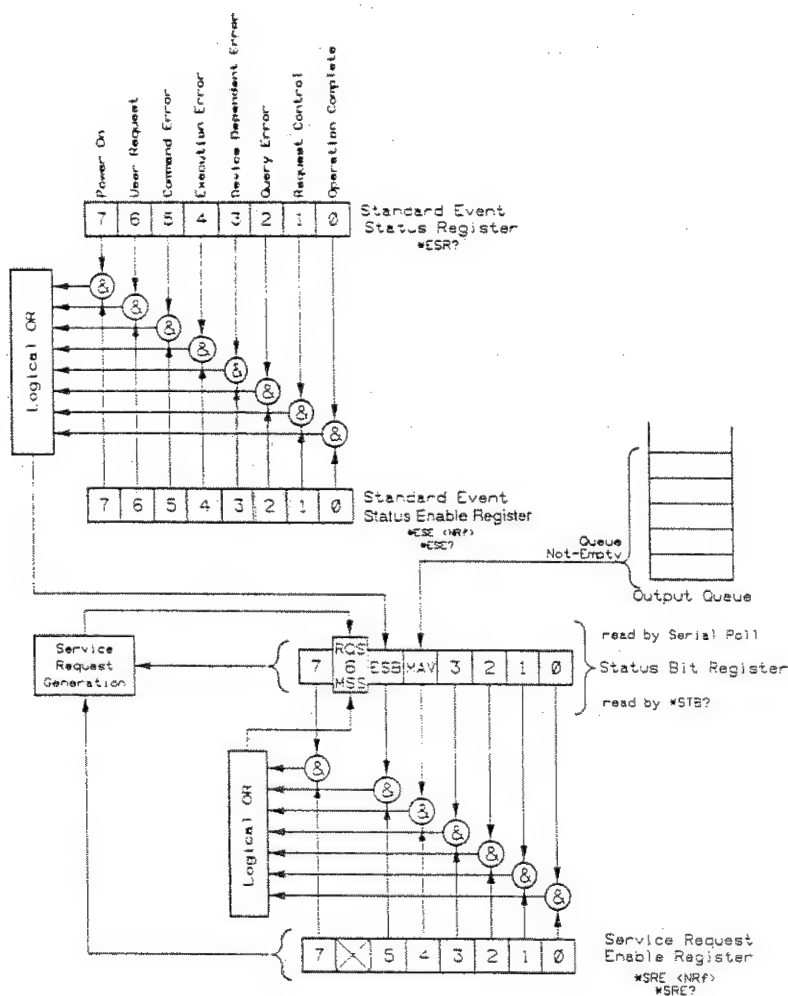 Power On
User Request
Command Error
Execution Error
Device Dependent Error
Query Error
Request Control
Operation Complete
7 6 5 4 3 2 1 0
Standard Event
Status Register
*ESR?
&
&
&
&
&
&
&
&
Logical OR
7 6 5 4 3 2 1 0
Standard Event
Status Enable Register
*ESE <NRf>
*ESE?
Queue
Not-Empty
Output Queue
Service
Request
Generation
7 RQS 6 MSS ESB MAV 3 2 1 0
read by Serial Poll
Status Bit Register
read by *STB?
&
&
&
&
&
&
&
Logical OR
7 5 4 3 2 1 0
Service Request
Enable Register
*SRE <NRf>
*SRE?